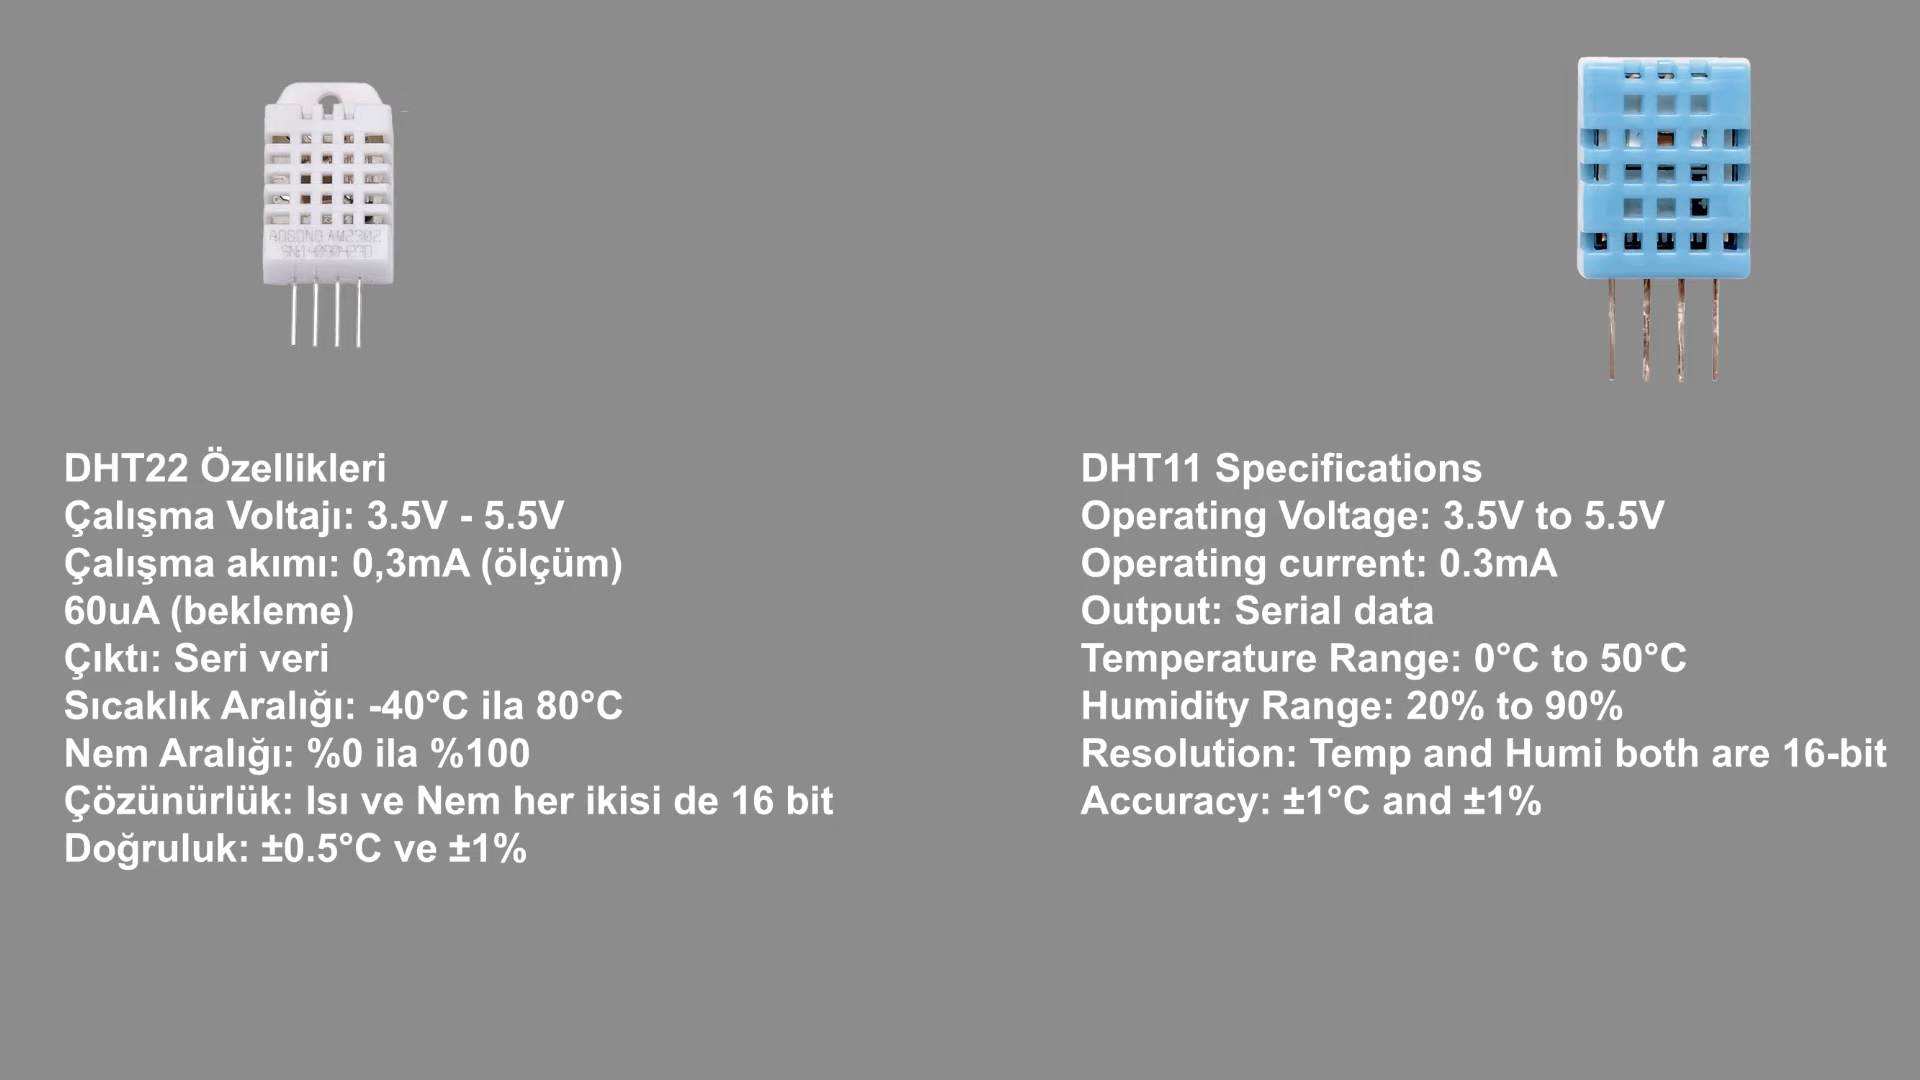 AOSONG AM2302
DHT22 Özellikleri
Çalışma Voltajı: 3.5V - 5.5V
Çalışma akımı: 0,3mA (ölçüm)
60uA (bekleme)
Çıktı: Seri veri
Sıcaklık Aralığı: -40°C ila 80°C
Nem Aralığı: %0 ila %100
Çözünürlük: Isı ve Nem her ikisi de 16 bit
Doğruluk: ±0.5°C ve ±1%
DHT11 Specifications
Operating Voltage: 3.5V to 5.5V
Operating current: 0.3mA
Output: Serial data
Temperature Range: 0°C to 50°C
Humidity Range: 20% to 90%
Resolution: Temp and Humi both are 16-bit
Accuracy: ±1°C and ±1%